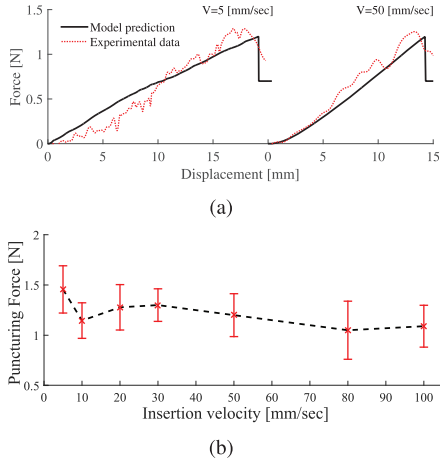 V=5 [mm/sec] V=50 [mm/sec]
Model prediction
Experimental data
Force [N]
1.5
1
0.5
0
0 5 10 15 0 5 10 15
Displacement [mm]
(a)
Puncturing Force [N]
2
1.5
1
0.5
0 10 20 30 40 50 60 70 80 90 100
Insertion velocity [mm/sec]
(b)